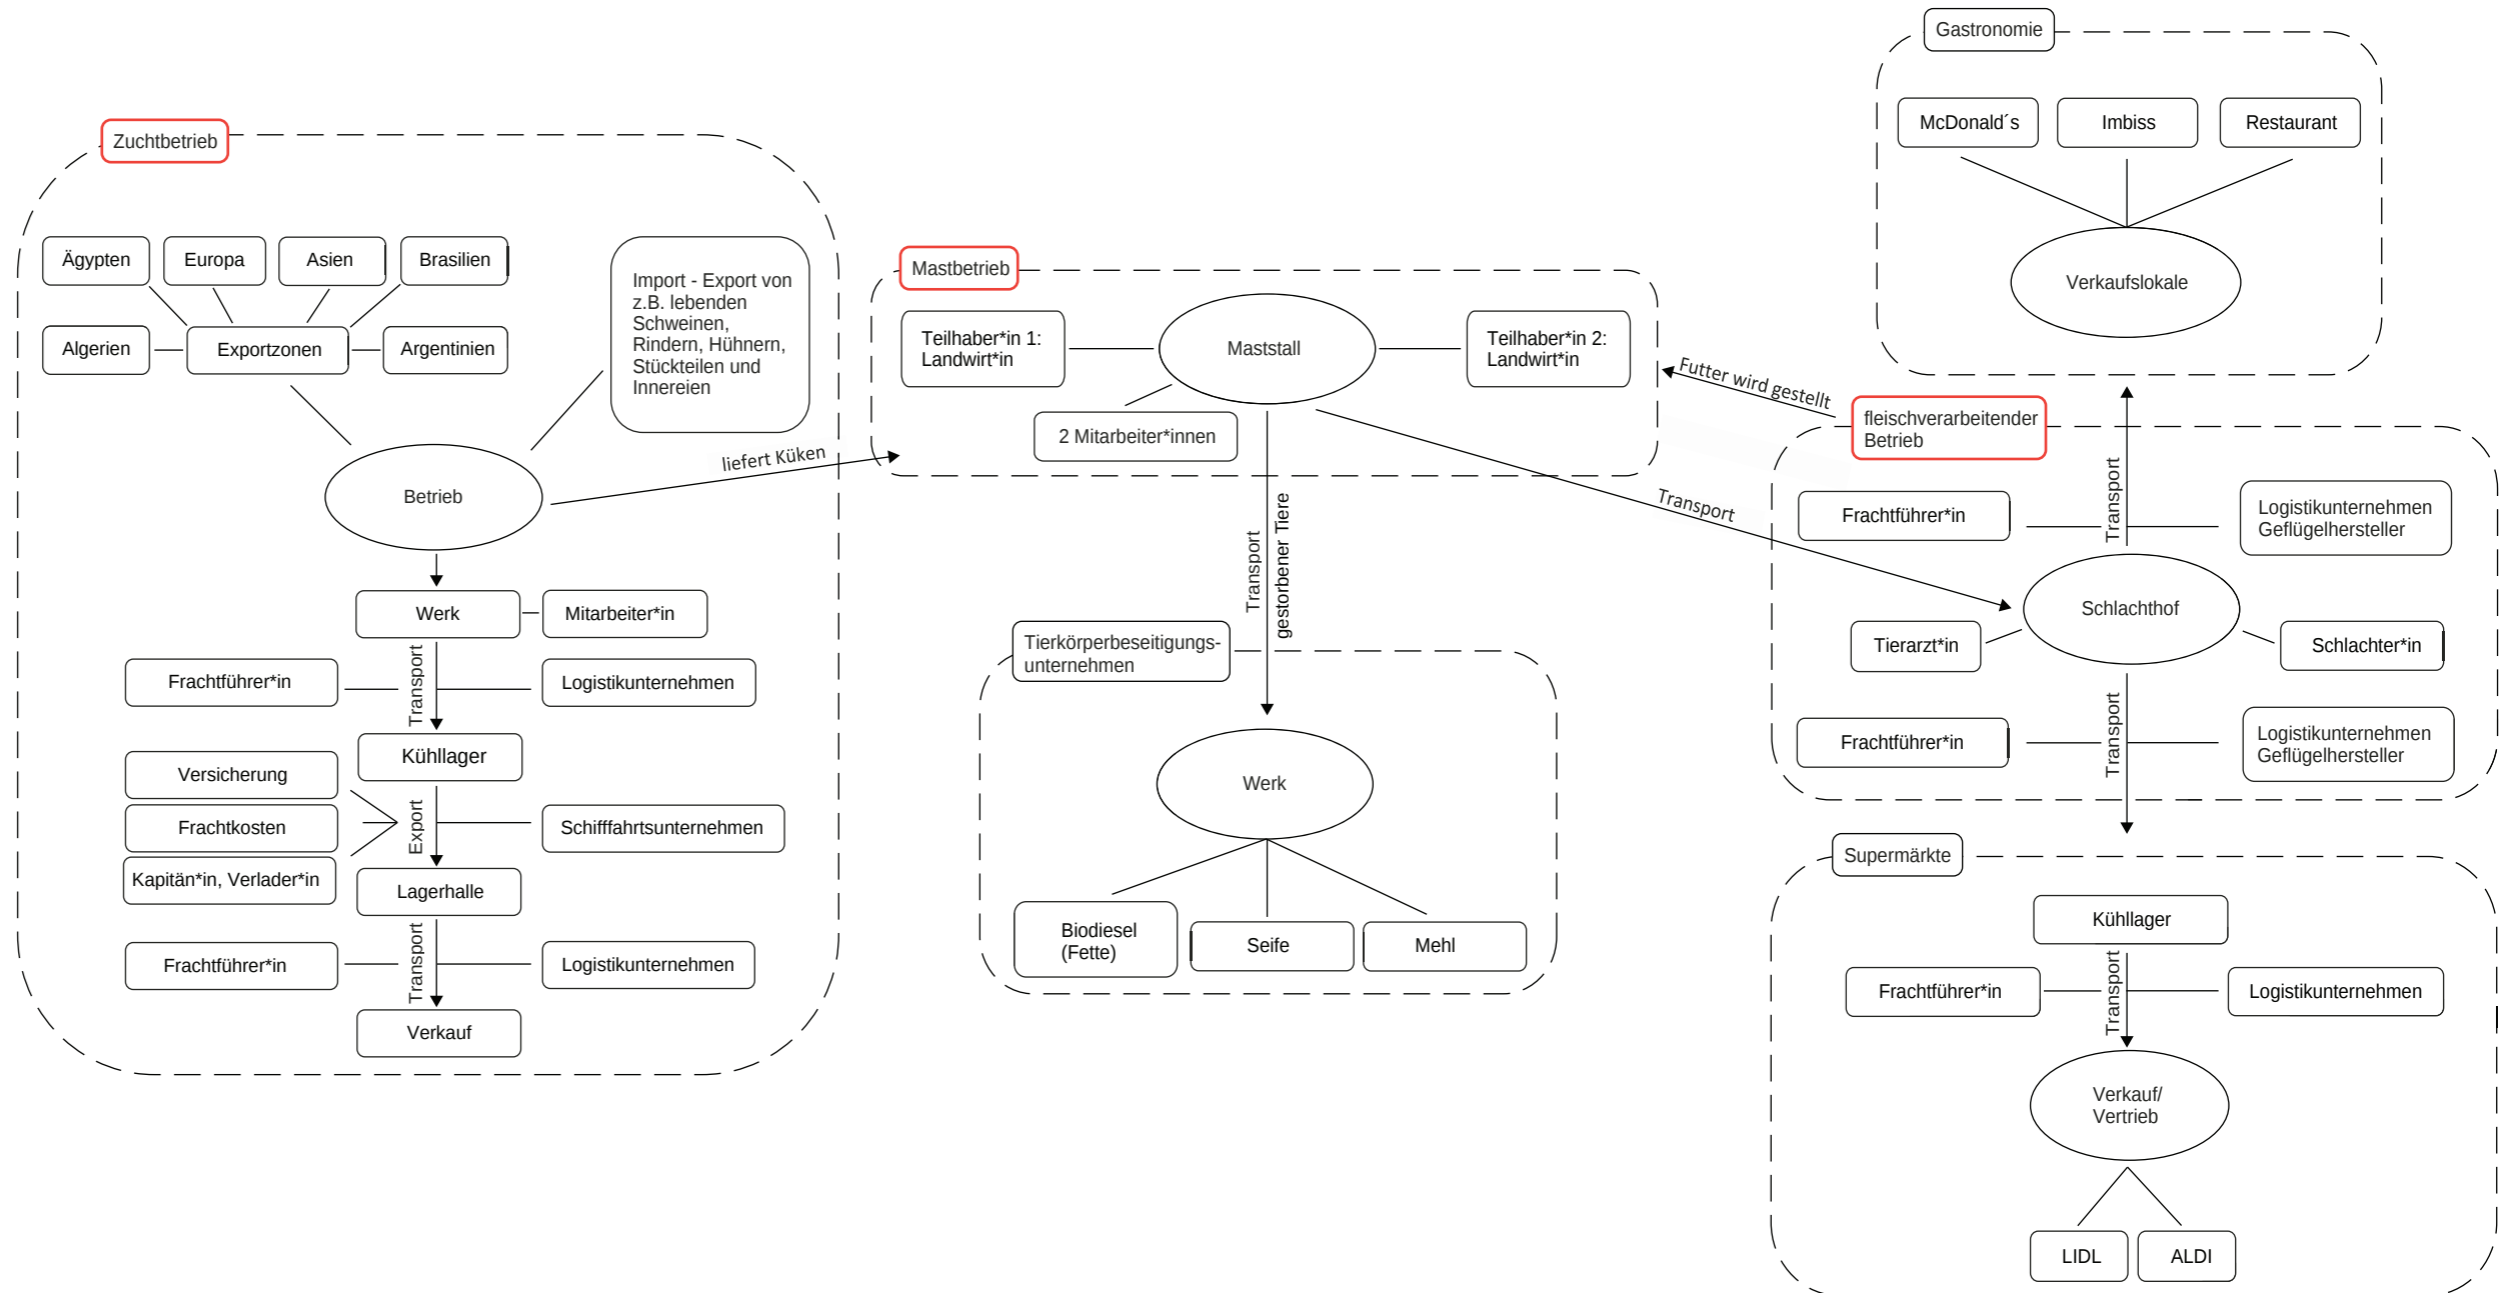 Zuchtbetrieb
Ägypten
Europa
Asien
Brasilien
Algerien
Exportzonen
Argentinien
Import - Export von
z.B. lebenden
Schweinen,
Rindern, Hühnern,
Stückteilen und
Innereien
Betrieb
liefert Küken
Werk
Mitarbeiter*in
Transport
Frachtführer*in
Logistikunternehmen
Kühllager
Versicherung
Frachtkosten
Kapitän*in, Verlader*in
Export
Schifffahrtsunternehmen
Lagerhalle
Transport
Frachtführer*in
Logistikunternehmen
Verkauf
Mastbetrieb
Teilhaber*in 1:
Landwirt*in
Maststall
Teilhaber*in 2:
Landwirt*in
2 Mitarbeiter*innen
Transport
gestorbener Tiere
Tierkörperbeseitigungs-
unternehmen
Werk
Biodiesel
(Fette)
Seife
Mehl
Futter wird gestellt
Transport
Gastronomie
McDonald´s
Imbiss
Restaurant
Verkaufslokale
fleischverarbeitender
Betrieb
Transport
Frachtführer*in
Logistikunternehmen
Geflügelhersteller
Schlachthof
Tierarzt*in
Schlachter*in
Transport
Frachtführer*in
Logistikunternehmen
Geflügelhersteller
Supermärkte
Kühllager
Transport
Frachtführer*in
Logistikunternehmen
Verkauf/
Vertrieb
LIDL
ALDI